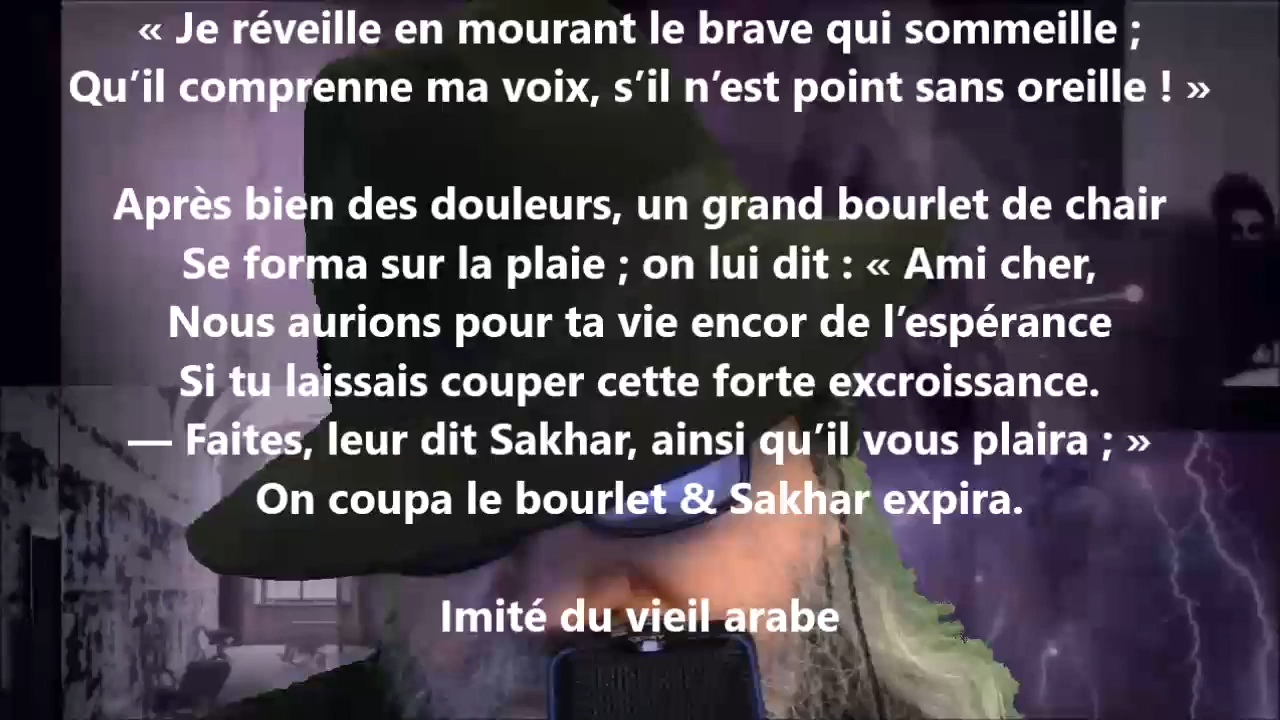 « Je réveille en mourant le brave qui sommeille ;
Qu’il comprenne ma voix, s’il n’est point sans oreille ! »
Après bien des douleurs, un grand bourlet de chair
Se forma sur la plaie ; on lui dit : « Ami cher,
Nous aurions pour ta vie encor de l’espérance
Si tu laissais couper cette forte excroissance.
— Faites, leur dit Sakhar, ainsi qu’il vous plaira ; »
On coupa le bourlet & Sakhar expira.
Imité du vieil arabe